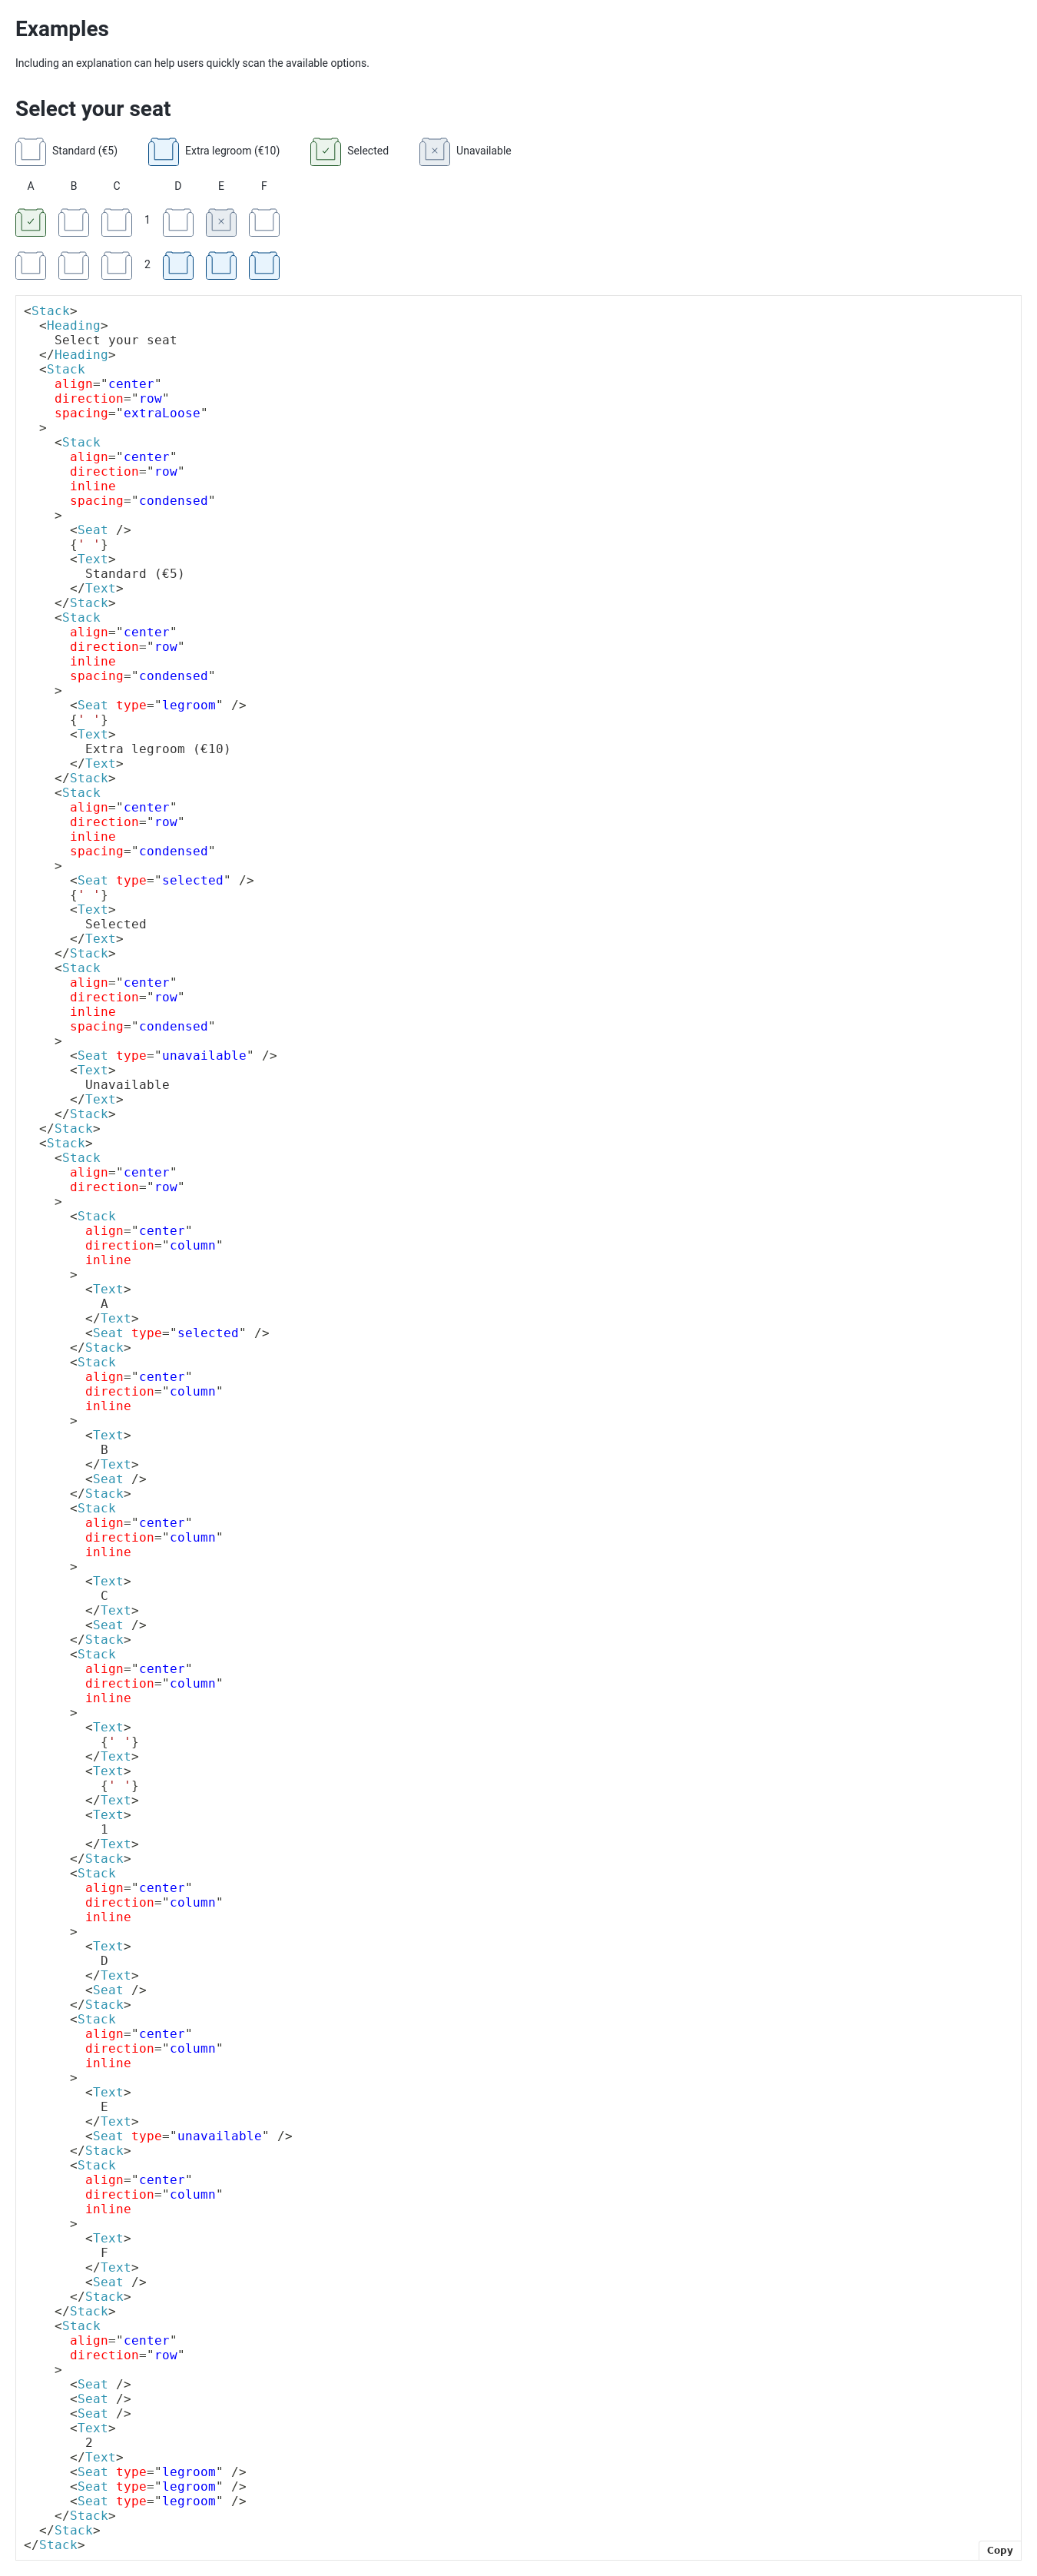 Examples
Including an explanation can help users quickly scan the available options.
Select your seat
Standard (€5) Extra legroom (€10) Selected Unavailable
A B C D E F
1
2
<Stack>
  <Heading>
    Select your seat
  </Heading>
  <Stack
    align="center"
    direction="row"
    spacing="extraLoose"
  >
    <Stack
      align="center"
      direction="row"
      inline
      spacing="condensed"
    >
      <Seat />
      {' '}
      <Text>
        Standard (€5)
      </Text>
    </Stack>
    <Stack
      align="center"
      direction="row"
      inline
      spacing="condensed"
    >
      <Seat type="legroom" />
      {' '}
      <Text>
        Extra legroom (€10)
      </Text>
    </Stack>
    <Stack
      align="center"
      direction="row"
      inline
      spacing="condensed"
    >
      <Seat type="selected" />
      {' '}
      <Text>
        Selected
      </Text>
    </Stack>
    <Stack
      align="center"
      direction="row"
      inline
      spacing="condensed"
    >
      <Seat type="unavailable" />
      <Text>
        Unavailable
      </Text>
    </Stack>
  </Stack>
  <Stack>
    <Stack
      align="center"
      direction="row"
    >
      <Stack
        align="center"
        direction="column"
        inline
      >
        <Text>
          A
        </Text>
        <Seat type="selected" />
      </Stack>
      <Stack
        align="center"
        direction="column"
        inline
      >
        <Text>
          B
        </Text>
        <Seat />
      </Stack>
      <Stack
        align="center"
        direction="column"
        inline
      >
        <Text>
          C
        </Text>
        <Seat />
      </Stack>
      <Stack
        align="center"
        direction="column"
        inline
      >
        <Text>
          {' '}
        </Text>
        <Text>
          {' '}
        </Text>
        <Text>
          1
        </Text>
      </Stack>
      <Stack
        align="center"
        direction="column"
        inline
      >
        <Text>
          D
        </Text>
        <Seat />
      </Stack>
      <Stack
        align="center"
        direction="column"
        inline
      >
        <Text>
          E
        </Text>
        <Seat type="unavailable" />
      </Stack>
      <Stack
        align="center"
        direction="column"
        inline
      >
        <Text>
          F
        </Text>
        <Seat />
      </Stack>
    </Stack>
    <Stack
      align="center"
      direction="row"
    >
      <Seat />
      <Seat />
      <Seat />
      <Text>
        2
      </Text>
      <Seat type="legroom" />
      <Seat type="legroom" />
      <Seat type="legroom" />
    </Stack>
  </Stack>
</Stack>
Copy